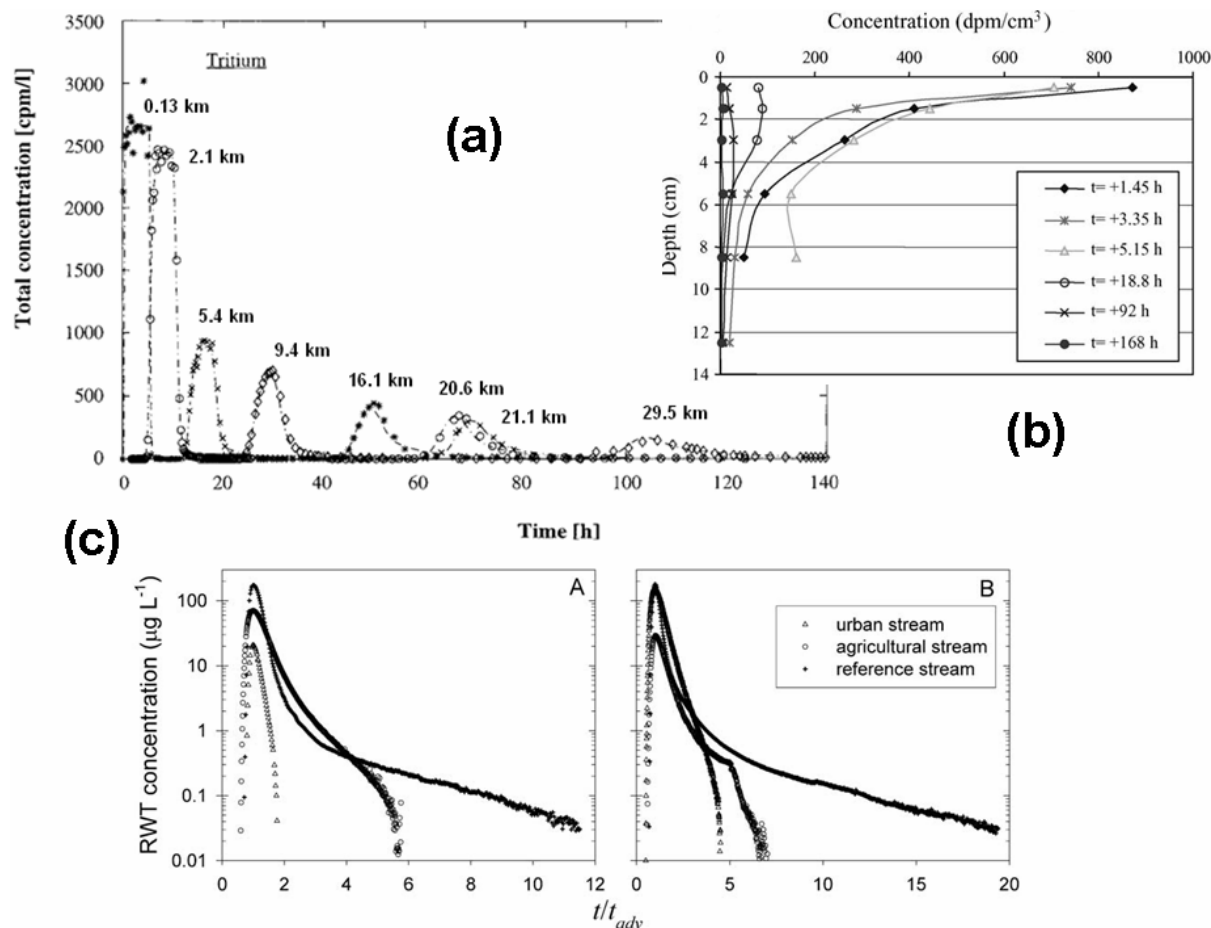 Total concentration [cpm/l]
3500
3000
2500
2000
1500
1000
500
0
Tritium
0.13 km
2.1 km
5.4 km
9.4 km
16.1 km
20.6 km
21.1 km
29.5 km
0 20 40 60 80 100 120 140
Time [h]
(a)
Concentration (dpm/cm³)
0 200 400 600 800 1000
Depth (cm)
0
2
4
6
8
10
12
14
t= +1.45 h
t= +3.35 h
t= +5.15 h
t= +18.8 h
t= +92 h
t= +168 h
(b)
(c)
RWT concentration (µg L⁻¹)
100
10
1
0.1
0.01
A
0 2 4 6 8 10 12
B
urban stream
agricultural stream
reference stream
0 5 10 15 20
t/t_adv